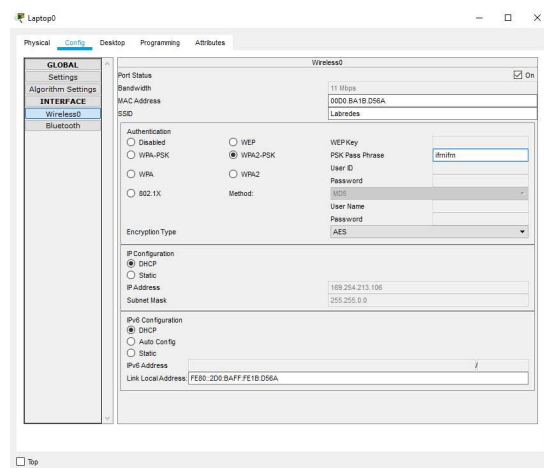 Laptop0
Physical Config Desktop Programming Attributes
GLOBAL
Settings
Algorithm Settings
INTERFACE
Wireless0
Bluetooth
Wireless0
Port Status On
Bandwidth 11 Mbps
MAC Address 00D0.BA1B.D56A
SSID Labredes
Authentication
Disabled WEP WEP Key
WPA-PSK WPA2-PSK PSK Pass Phrase ifrnifrn
User ID
WPA WPA2 Password
802.1X Method: MD5
User Name
Password
Encryption Type AES
IP Configuration
DHCP
Static
IP Address 169.254.213.106
Subnet Mask 255.255.0.0
IPv6 Configuration
DHCP
Auto Config
Static
IPv6 Address /
Link Local Address: FE80::2D0:BAFF:FE1B:D56A
Top